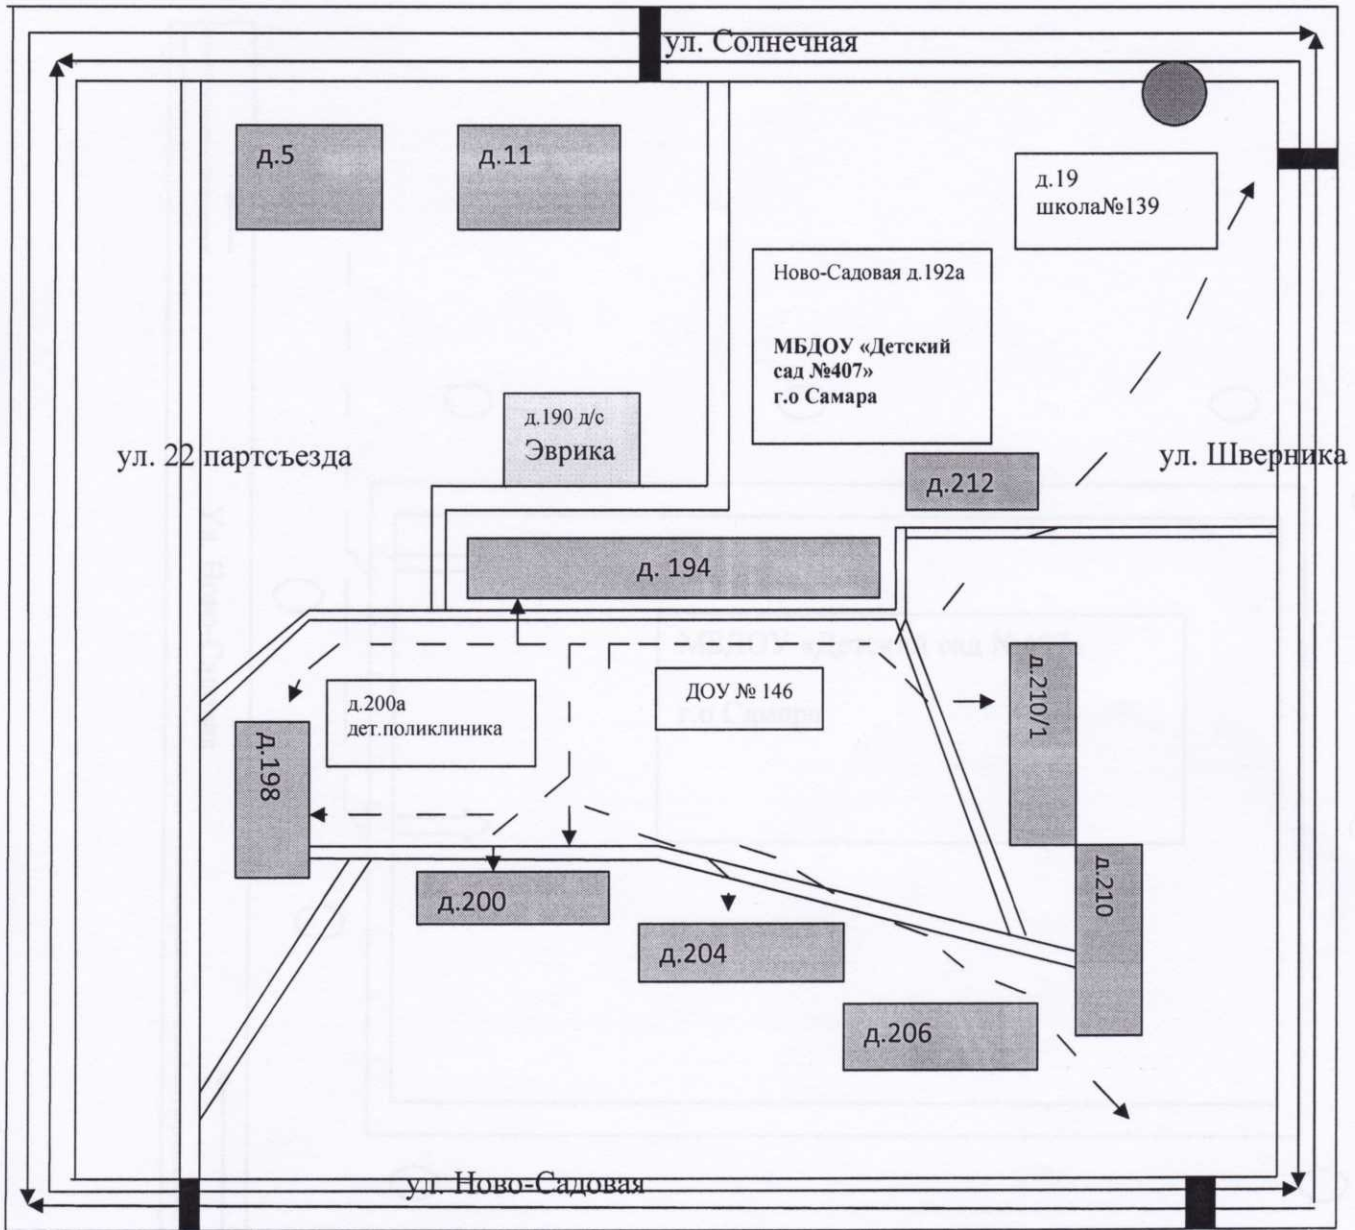 ул. Солнечная
д.5
д.11
д.19
школа№139
Ново-Садовая д.192а
МБДОУ «Детский
сад №407»
г.о Самара
д.190 д/с
Эврика
ул. 22 партсъезда
ул. Шверника
д.212
д. 194
д.200а
дет.поликлиника
ДОУ № 146
д.210/1
д.198
д.200
д.204
д.210
д.206
ул. Ново-Садовая